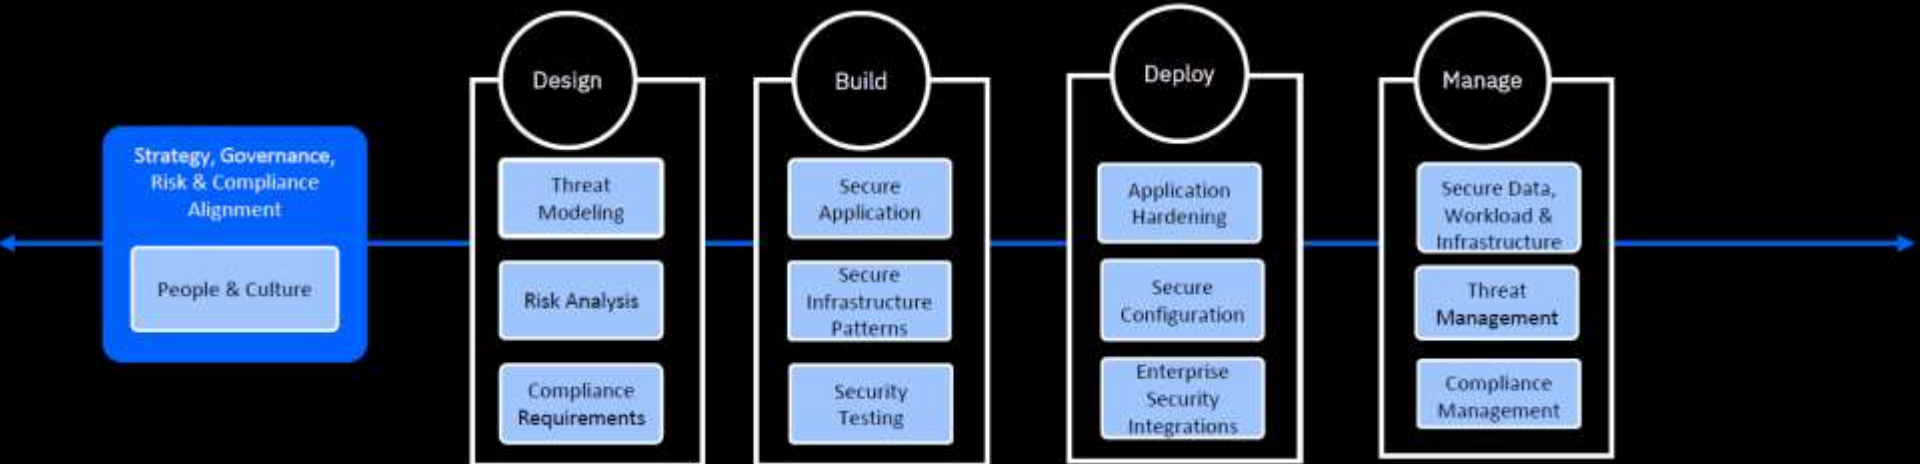 Strategy, Governance,
Risk & Compliance
Alignment
People & Culture
Design
Threat
Modeling
Risk Analysis
Compliance
Requirements
Build
Secure
Application
Secure
Infrastructure
Patterns
Security
Testing
Deploy
Application
Hardening
Secure
Configuration
Enterprise
Security
Integrations
Manage
Secure Data,
Workload &
Infrastructure
Threat
Management
Compliance
Management